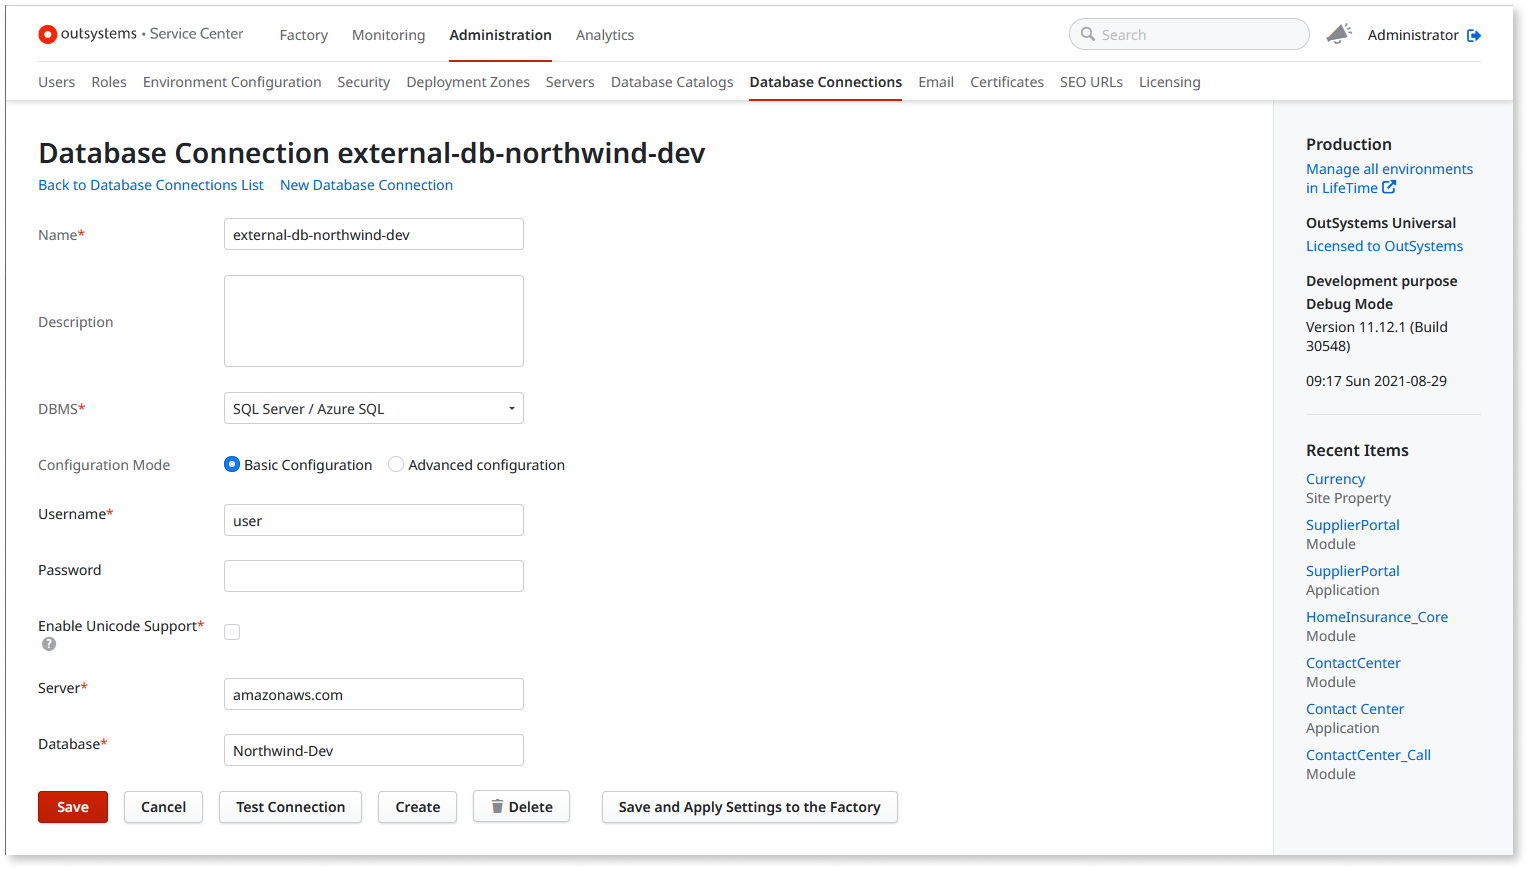 outsystems • Service Center
Factory
Monitoring
Administration
Analytics
Search
Administrator
Users
Roles
Environment Configuration
Security
Deployment Zones
Servers
Database Catalogs
Database Connections
Email
Certificates
SEO URLs
Licensing
Database Connection external-db-northwind-dev
Back to Database Connections List
New Database Connection
Name*
external-db-northwind-dev
Description
DBMS*
SQL Server / Azure SQL
Configuration Mode
Basic Configuration
Advanced configuration
Username*
user
Password
Enable Unicode Support*
?
Server*
amazonaws.com
Database*
Northwind-Dev
Save
Cancel
Test Connection
Create
Delete
Save and Apply Settings to the Factory
Production
Manage all environments
in LifeTime
OutSystems Universal
Licensed to OutSystems
Development purpose
Debug Mode
Version 11.12.1 (Build
30548)
09:17 Sun 2021-08-29
Recent Items
Currency
Site Property
SupplierPortal
Module
SupplierPortal
Application
HomeInsurance_Core
Module
ContactCenter
Module
Contact Center
Application
ContactCenter_Call
Module